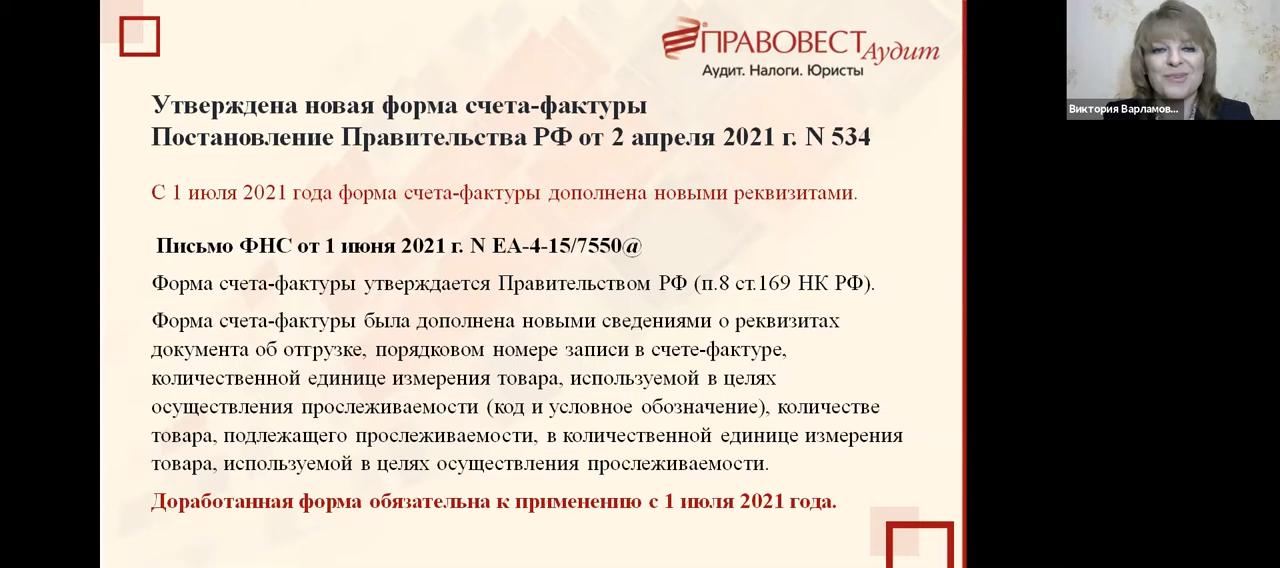 ПРАВОВЕСТ Аудит
Аудит. Налоги. Юристы
Виктория Варламов...
Утверждена новая форма счета-фактуры
Постановление Правительства РФ от 2 апреля 2021 г. N 534
С 1 июля 2021 года форма счета-фактуры дополнена новыми реквизитами.
Письмо ФНС от 1 июня 2021 г. N ЕА-4-15/7550@
Форма счета-фактуры утверждается Правительством РФ (п.8 ст.169 НК РФ).
Форма счета-фактуры была дополнена новыми сведениями о реквизитах
документа об отгрузке, порядковом номере записи в счете-фактуре,
количественной единице измерения товара, используемой в целях
осуществления прослеживаемости (код и условное обозначение), количестве
товара, подлежащего прослеживаемости, в количественной единице измерения
товара, используемой в целях осуществления прослеживаемости.
Доработанная форма обязательна к применению с 1 июля 2021 года.